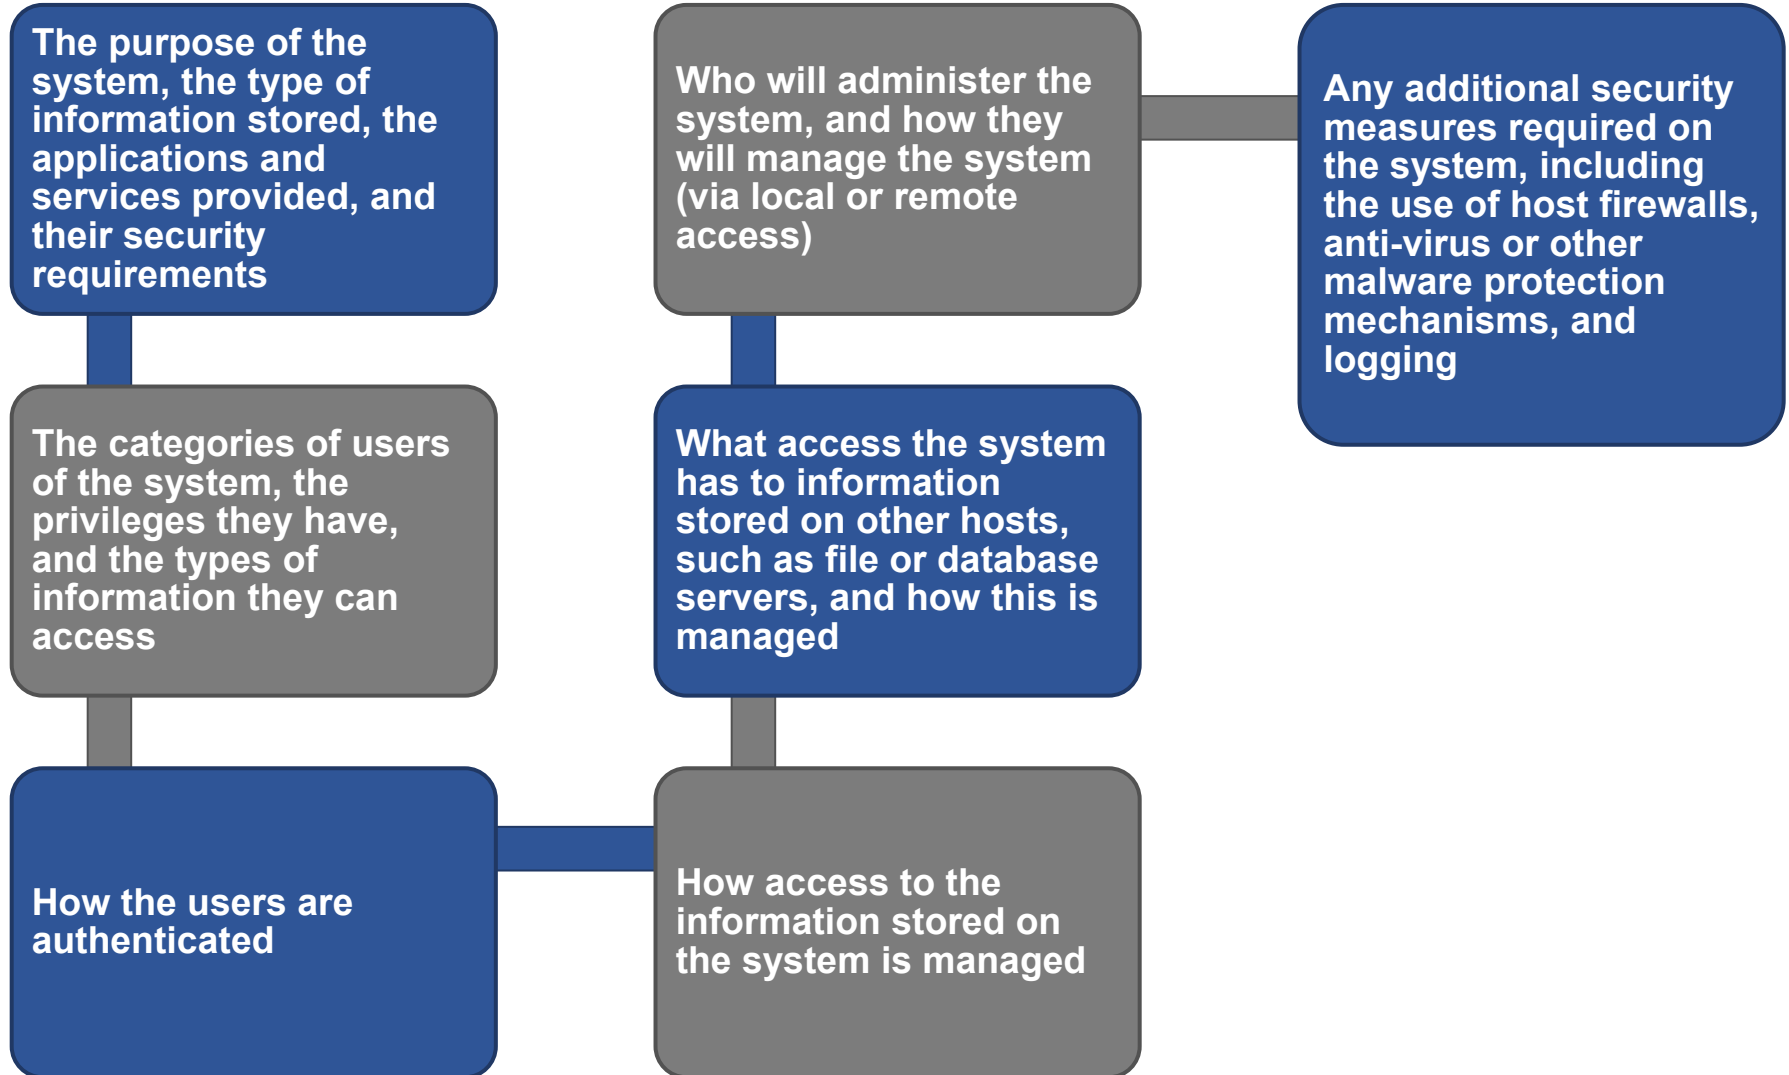 The purpose of the
system, the type of
information stored, the
applications and
services provided, and
their security
requirements
The categories of users
of the system, the
privileges they have,
and the types of
information they can
access
How the users are
authenticated
How access to the
information stored on
the system is managed
What access the system
has to information
stored on other hosts,
such as file or database
servers, and how this is
managed
Who will administer the
system, and how they
will manage the system
(via local or remote
access)
Any additional security
measures required on
the system, including
the use of host firewalls,
anti-virus or other
malware protection
mechanisms, and
logging